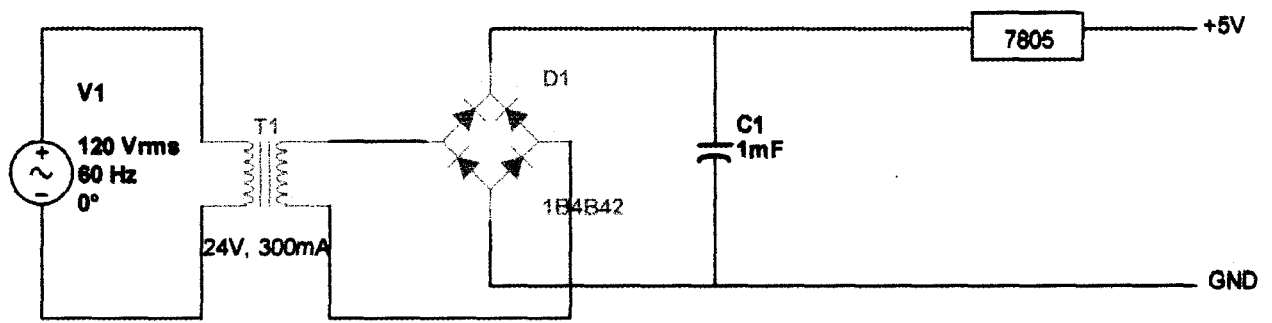 +5V
7805
D1
V1
T1
C1
120 Vrms
1mF
60 Hz
0°
1B4B42
24V, 300mA
GND
+
~
−